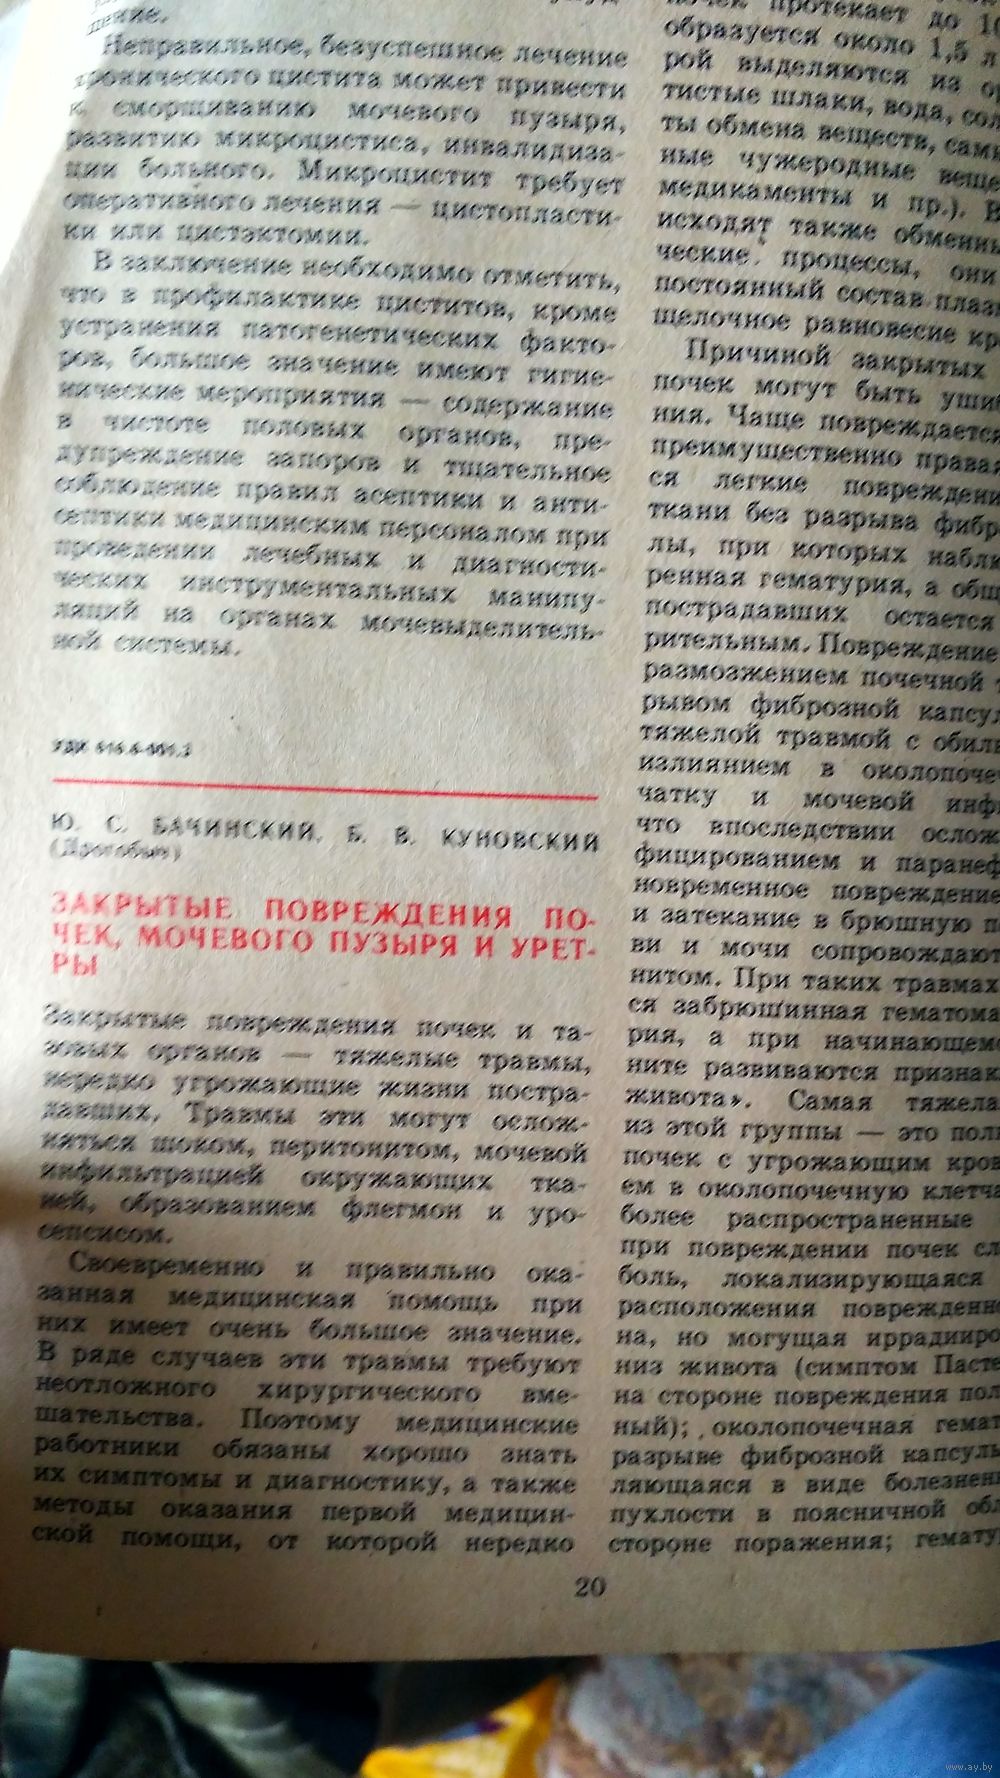 щение.
Неправильное, безуспешное лечение
хронического цистита может привести
к сморщиванию мочевого пузыря,
развитию микроцистиса, инвалидиза-
ции больного. Микроцистит требует
оперативного лечения — цистопласти-
ки или цистэктомии.
В заключение необходимо отметить,
что в профилактике циститов, кроме
устранения патогенетических факто-
ров, большое значение имеют гигие-
нические мероприятия — содержание
в чистоте половых органов, пре-
дупреждение запоров и тщательное
соблюдение правил асептики и анти-
септики медицинским персоналом при
проведении лечебных и диагности-
ческих инструментальных манипу-
ляций на органах мочевыделитель-
ной системы.
УДК 616.6-001.3
Ю. С. БАЧИНСКИЙ, Б. В. КУНОВСКИЙ
(Дрогобыч)
ЗАКРЫТЫЕ ПОВРЕЖДЕНИЯ ПО-
ЧЕК, МОЧЕВОГО ПУЗЫРЯ И УРЕТ-
РЫ
Закрытые повреждения почек и та-
зовых органов — тяжелые травмы,
нередко угрожающие жизни постра-
давших. Травмы эти могут ослож-
няться шоком, перитонитом, мочевой
инфильтрацией окружающих тка-
ней, образованием флегмон и уро-
сепсисом.
Своевременно и правильно ока-
занная медицинская помощь при
них имеет очень большое значение.
В ряде случаев эти травмы требуют
неотложного хирургического вме-
шательства. Поэтому медицинские
работники обязаны хорошо знать
их симптомы и диагностику, а также
методы оказания первой медицин-
ской помощи, от которой нередко
почек протекает до
образуется около 1,5 л
рой выделяются из
тистые шлаки, вода,
ты обмена веществ,
ные чужеродные
медикаменты и пр.).
исходят также
ческие процессы, они
постоянный состав
щелочное равновесие
Причиной закрытых
почек могут быть
ния. Чаще повреждается
преимущественно правая
ся легкие
ткани без разрыва
лы, при которых
ренная гематурия, а
пострадавших остается
рительным. Повреждение
размозжением почечной
рывом фиброзной
тяжелой травмой с
излиянием в
чатку и мочевой
что впоследствии
фицированием и
новременное повреждение
и затекание в брюшную
ви и мочи
нитом. При таких травмах
ся забрюшинная гематома
рия, а при
ните развиваются
живота». Самая
из этой группы — это
почек с угрожающим
ем в околопочечную
более распространенные
при повреждении почек
боль, локализирующаяся
расположения
на, но могущая
низ живота (симптом
на стороне повреждения
ный); околопочечная
разрыве фиброзной
ляющаяся в виде
пухлости в поясничной
стороне поражения;
20
www.ay.by